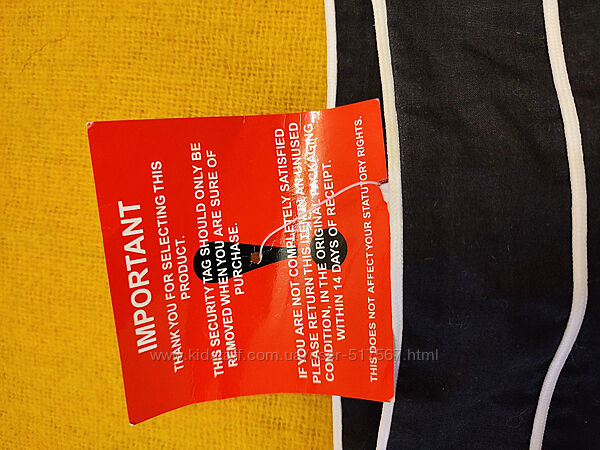 IMPORTANT
THANK YOU FOR SELECTING THIS
PRODUCT.
THIS SECURITY TAG SHOULD ONLY BE
REMOVED WHEN YOU ARE SURE OF
PURCHASE.
IF YOU ARE NOT COMPLETELY SATISFIED
PLEASE RETURN THIS ITEM IN AN UNUSED
CONDITION, IN THE ORIGINAL PACKAGING
WITHIN 14 DAYS OF RECEIPT.
THIS DOES NOT AFFECT YOUR STATUTORY RIGHTS.